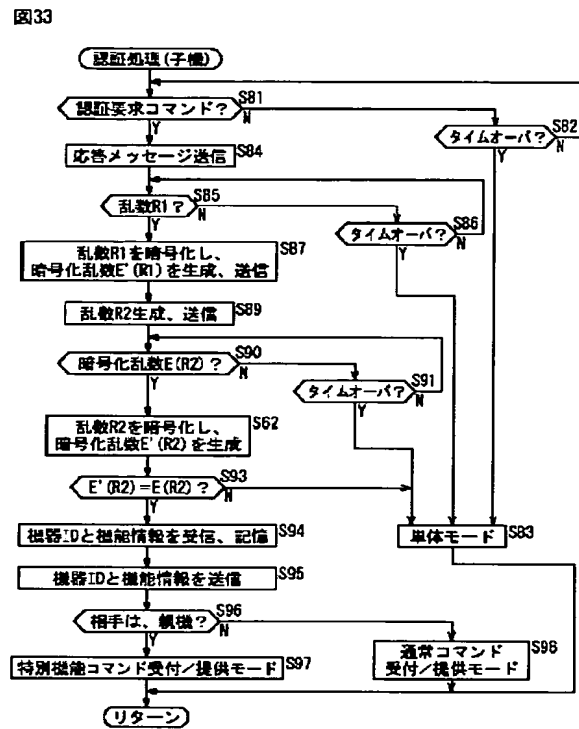 図33
認証処理(子機)
認証要求コマンド?
S81
Y
N
タイムオーバ?
S82
Y
N
応答メッセージ送信
S84
乱数R1?
S85
Y
N
タイムオーバ?
S86
Y
N
乱数R1を暗号化し、
暗号化乱数E'(R1)を生成、送信
S87
乱数R2生成、送信
S89
暗号化乱数E(R2)?
S90
Y
N
タイムオーバ?
S91
Y
N
乱数R2を暗号化し、
暗号化乱数E'(R2)を生成
S62
E'(R2)=E(R2)?
S93
Y
N
単体モード
S83
機器IDと機能情報を受信、記憶
S94
機器IDと機能情報を送信
S95
相手は、親機?
S96
Y
N
特別機能コマンド受付/提供モード
S97
通常コマンド
受付/提供モード
S98
リターン